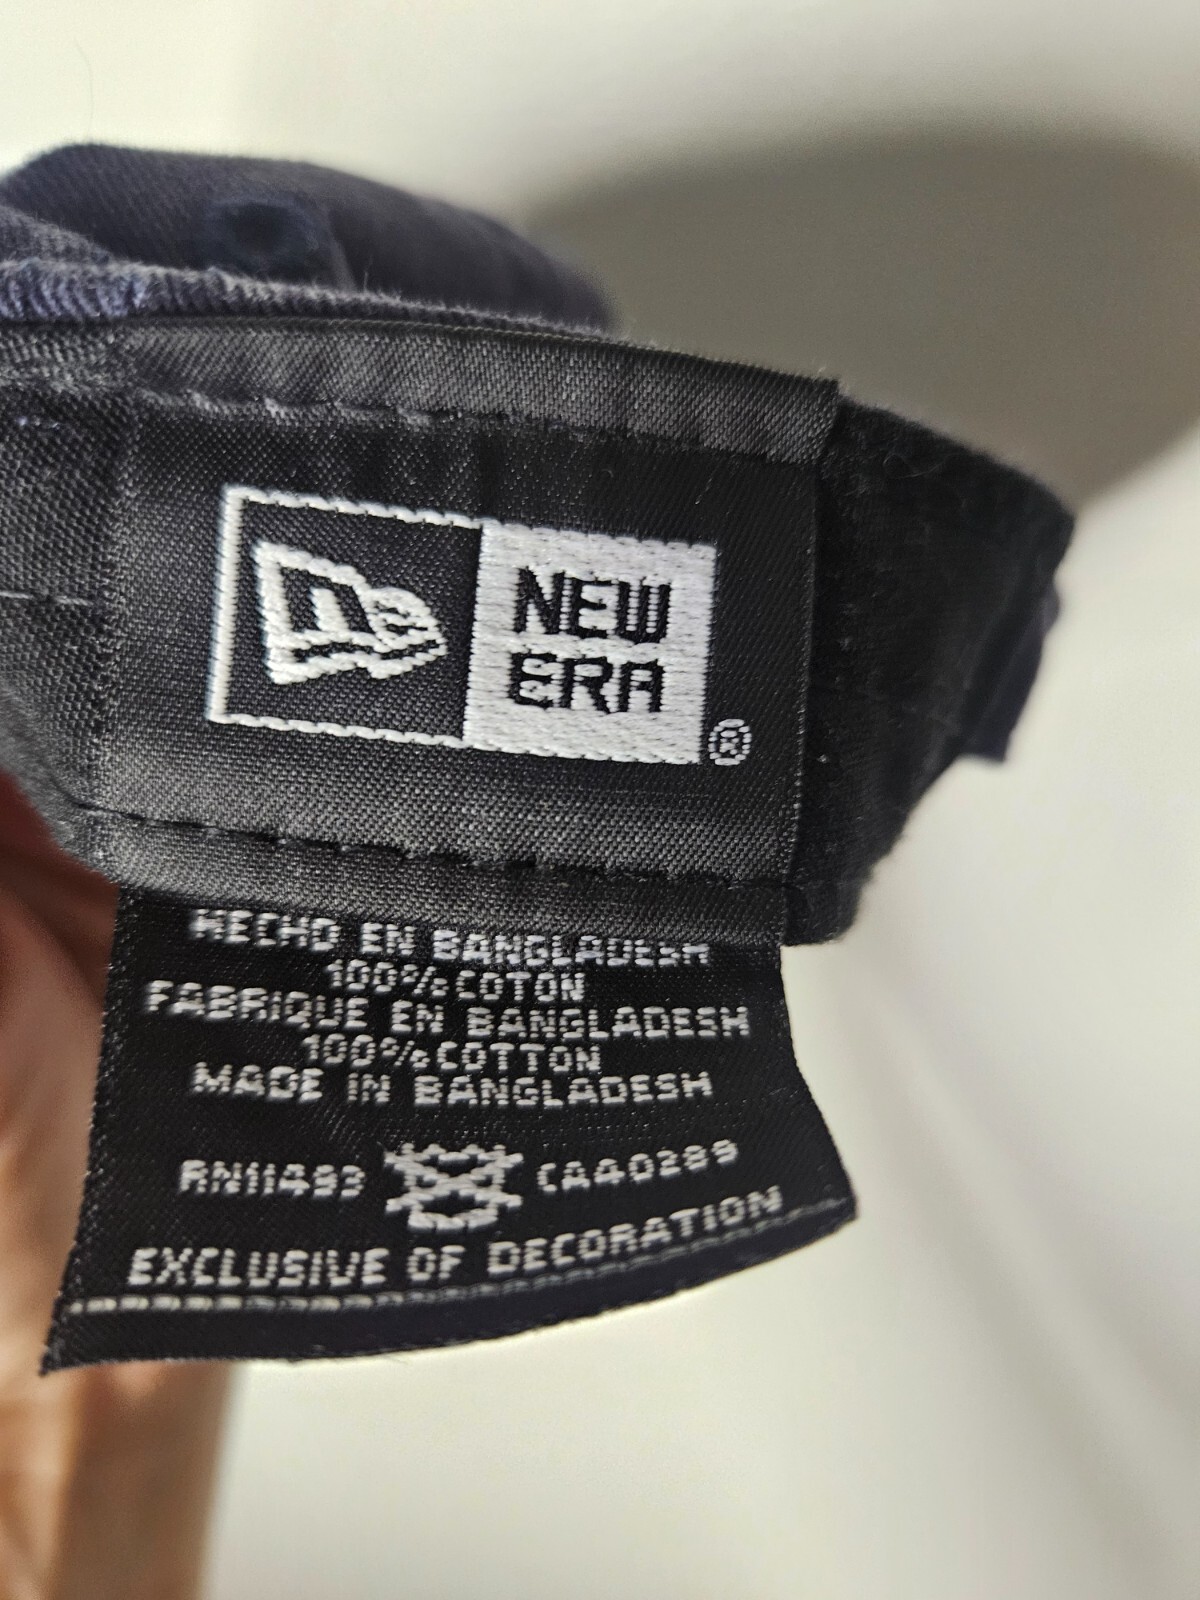 NEW
ERA
®
HECHO EN BANGLADESH
100% COTON
FABRIQUE EN BANGLADESH
100% COTTON
MADE IN BANGLADESH
RN11493 CA40289
EXCLUSIVE OF DECORATION